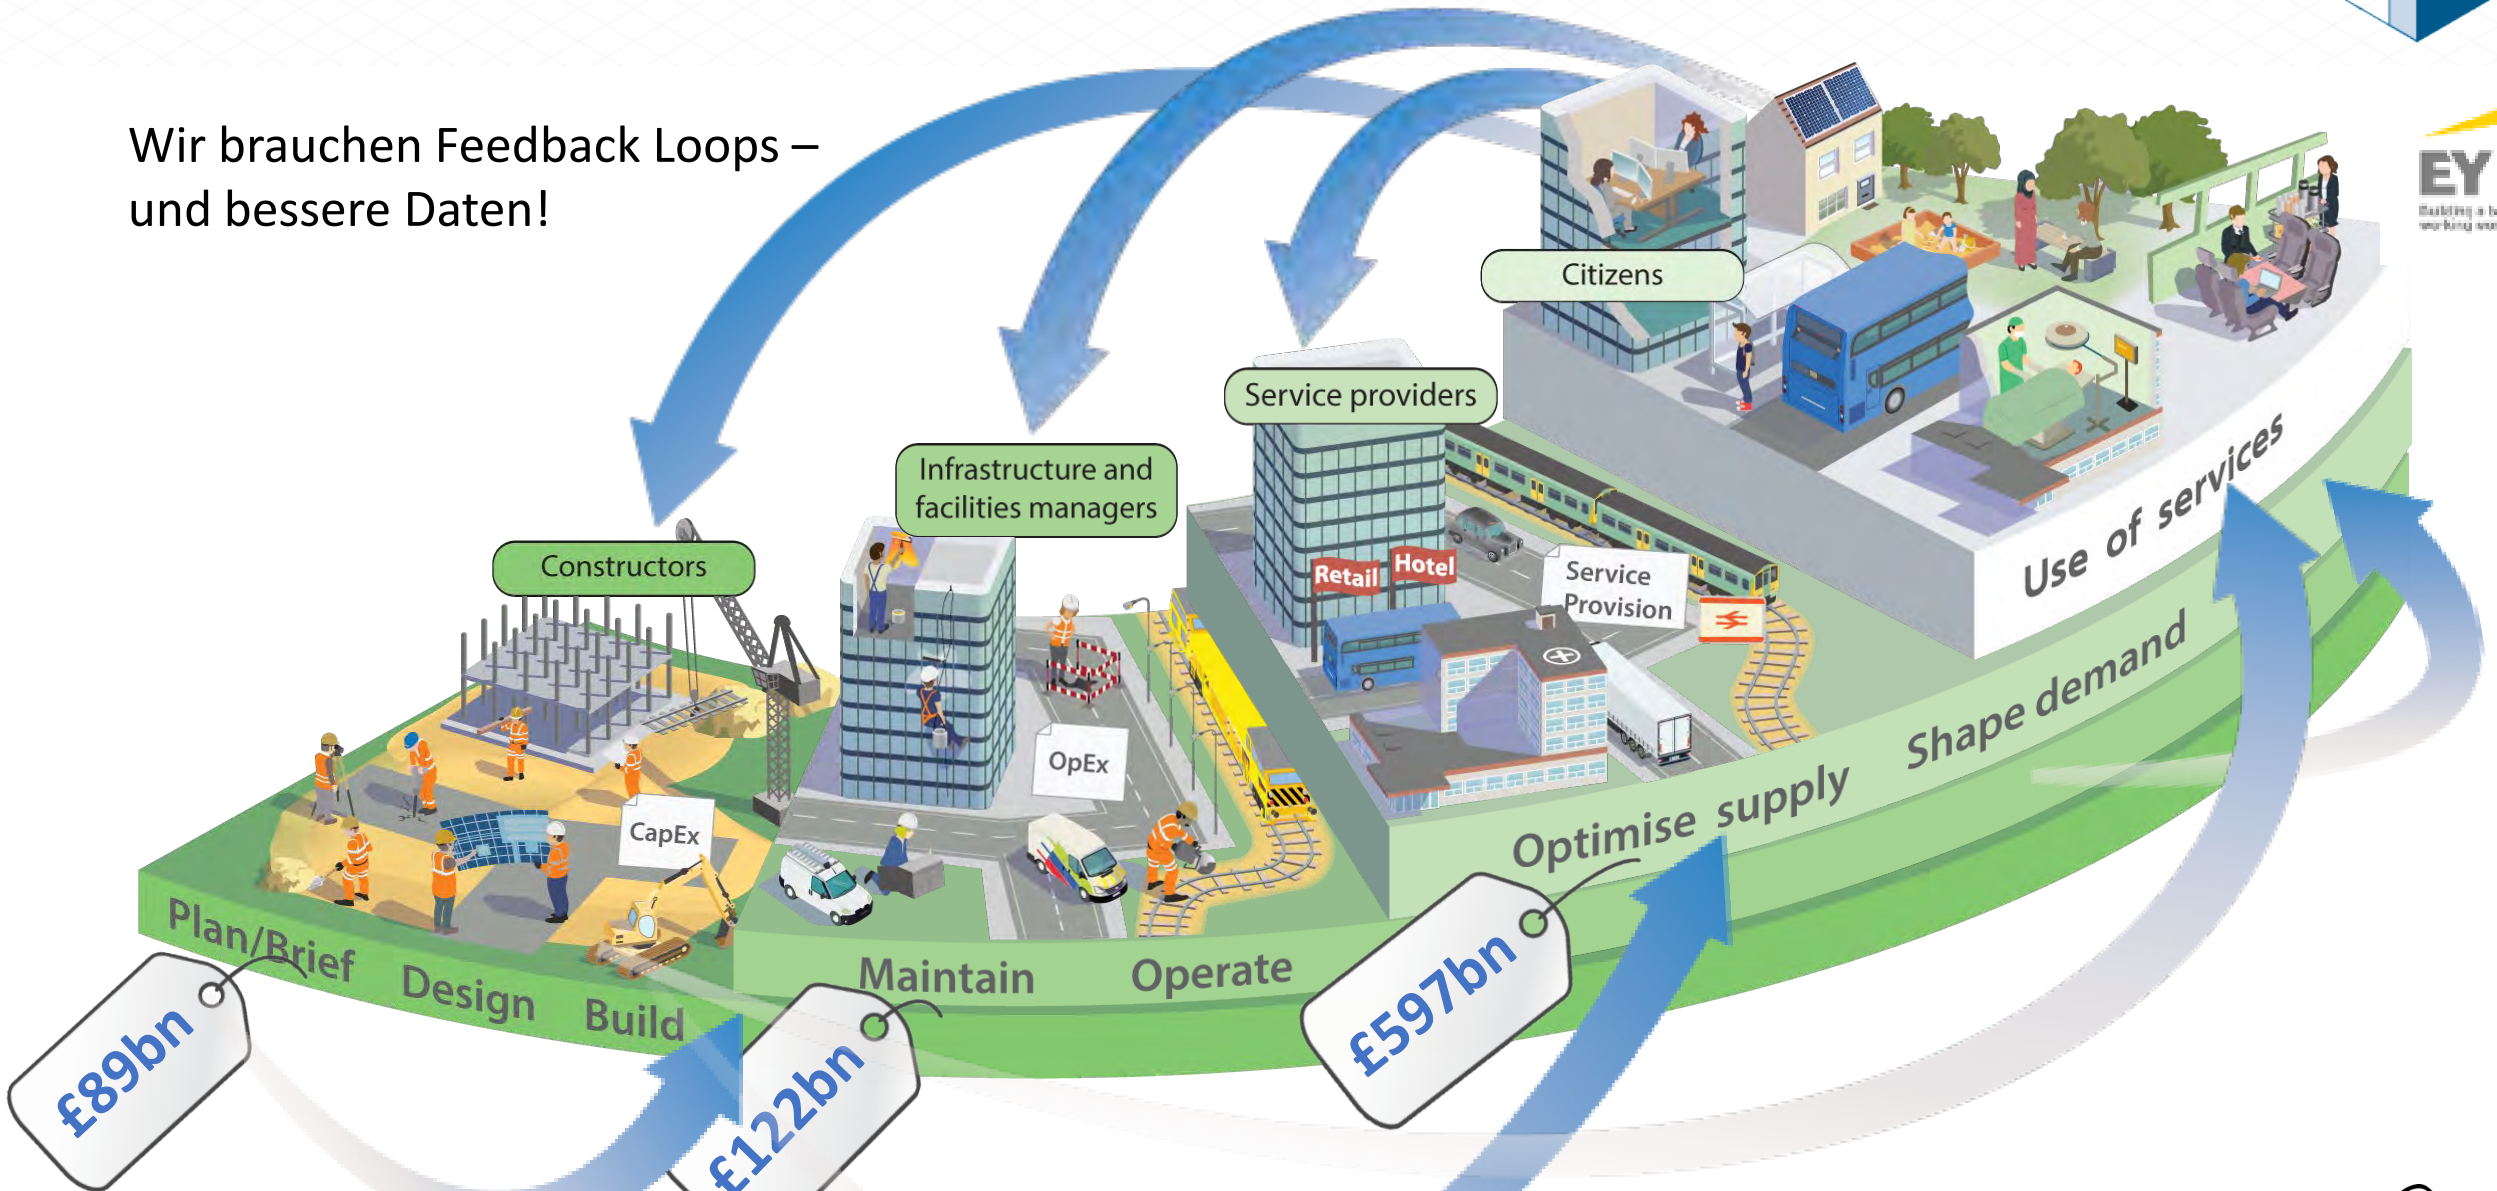 Wir brauchen Feedback Loops –
und bessere Daten!
EY
Citizens
Service providers
Infrastructure and
facilities managers
Constructors
Retail
Hotel
Service
Provision
OpEx
CapEx
Use of services
Optimise supply Shape demand
Maintain Operate
Plan/Brief Design Build
£89bn
£122bn
£597bn